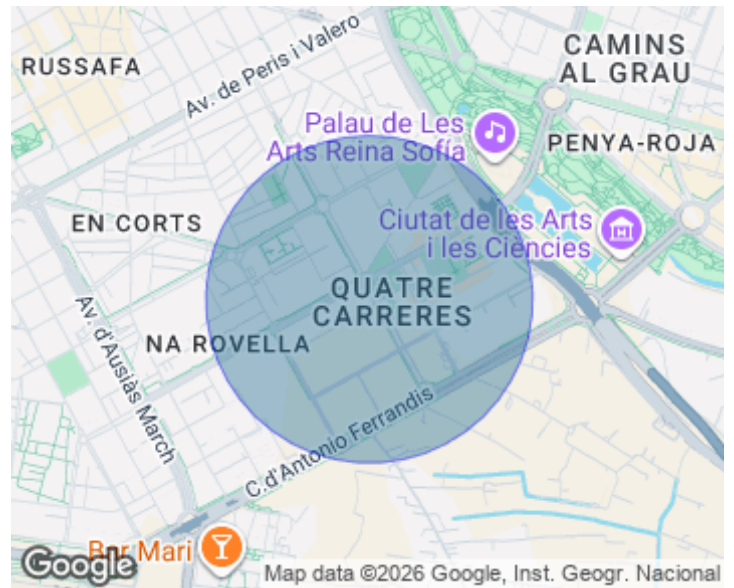 CAMINS
AL GRAU
RUSSAFA
Av. de Peris i Valero
Palau de Les
Arts Reina Sofía
PENYA-ROJA
EN CORTS
Ciutat de les Arts
i les Ciències
QUATRE
CARRERES
NA ROVELLA
Av. d'Ausiàs March
C.d'Antonio Ferrandis
Bar Mari
Google
Map data ©2026 Google, Inst. Geogr. Nacional